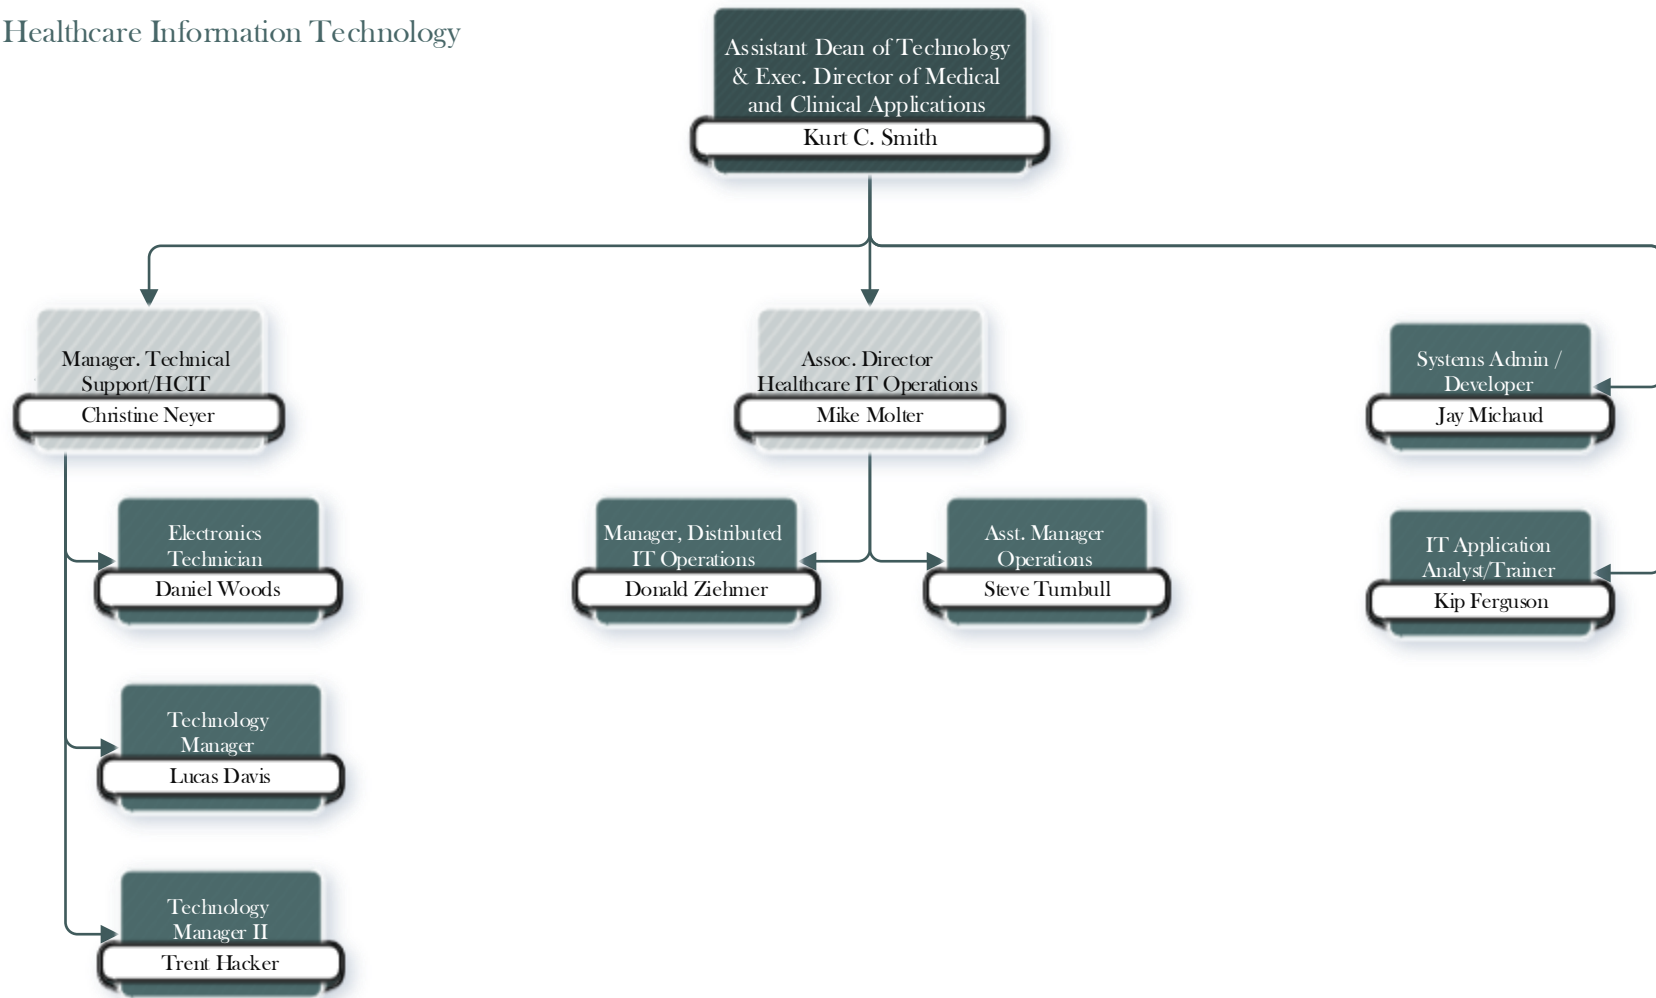 Healthcare Information Technology
Assistant Dean of Technology
& Exec. Director of Medical
and Clinical Applications
Kurt C. Smith
Manager. Technical
Support/HCIT
Christine Neyer
Assoc. Director
Healthcare IT Operations
Mike Molter
Systems Admin /
Developer
Jay Michaud
Electronics
Technician
Daniel Woods
Manager, Distributed
IT Operations
Donald Ziehmer
Asst. Manager
Operations
Steve Turnbull
IT Application
Analyst/Trainer
Kip Ferguson
Technology
Manager
Lucas Davis
Technology
Manager II
Trent Hacker